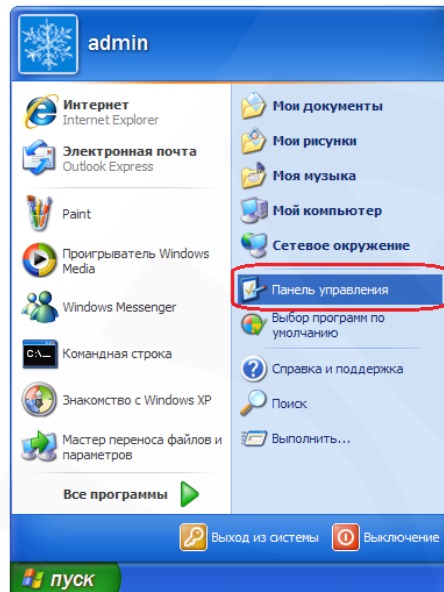 admin
Интернет
Internet Explorer
Электронная почта
Outlook Express
Paint
Проигрыватель Windows
Media
Windows Messenger
C:\_
Командная строка
Знакомство с Windows XP
Мастер переноса файлов и
параметров
Все программы
Мои документы
Мои рисунки
Моя музыка
Мой компьютер
Сетевое окружение
Панель управления
Выбор программ по
умолчанию
Справка и поддержка
Поиск
Выполнить...
Выход из системы
Выключение
пуск